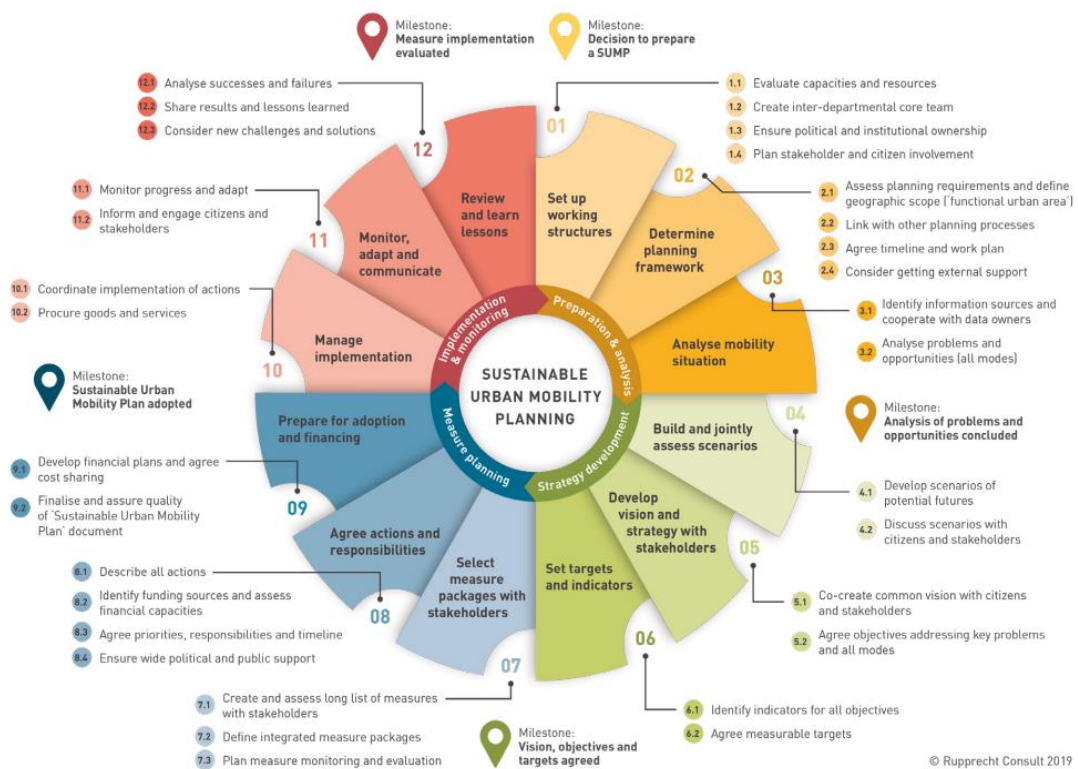 Milestone:
Measure implementation
evaluated
Milestone:
Decision to prepare
a SUMP
12.1 Analyse successes and failures
12.2 Share results and lessons learned
12.3 Consider new challenges and solutions
1.1 Evaluate capacities and resources
1.2 Create inter-departmental core team
1.3 Ensure political and institutional ownership
1.4 Plan stakeholder and citizen involvement
01
Set up
working
structures
02
Determine
planning
framework
2.1 Assess planning requirements and define
geographic scope ('functional urban area')
2.2 Link with other planning processes
2.3 Agree timeline and work plan
2.4 Consider getting external support
03
Analyse mobility
situation
3.1 Identify information sources and
cooperate with data owners
3.2 Analyse problems and
opportunities (all modes)
Milestone:
Analysis of problems and
opportunities concluded
04
Build and jointly
assess scenarios
4.1 Develop scenarios of
potential futures
4.2 Discuss scenarios with
citizens and stakeholders
05
Develop
vision and
strategy with
stakeholders
5.1 Co-create common vision with citizens
and stakeholders
5.2 Agree objectives addressing key problems
and all modes
06
Set targets
and indicators
6.1 Identify indicators for all objectives
6.2 Agree measurable targets
Milestone:
Vision, objectives and
targets agreed
07
Select
measure
packages with
stakeholders
7.1 Create and assess long list of measures
with stakeholders
7.2 Define integrated measure packages
7.3 Plan measure monitoring and evaluation
08
Agree actions and
responsibilities
8.1 Describe all actions
8.2 Identify funding sources and assess
financial capacities
8.3 Agree priorities, responsibilities and timeline
8.4 Ensure wide political and public support
09
Prepare for adoption
and financing
9.1 Develop financial plans and agree
cost sharing
9.2 Finalise and assure quality
of 'Sustainable Urban Mobility
Plan' document
Milestone:
Sustainable Urban
Mobility Plan adopted
10
Manage
implementation
10.1 Coordinate implementation of actions
10.2 Procure goods and services
11
Monitor,
adapt and
communicate
11.1 Monitor progress and adapt
11.2 Inform and engage citizens and
stakeholders
12
Review
and learn
lessons
Preparation & analysis
Strategy development
Measure planning
Implementation
& monitoring
SUSTAINABLE
URBAN MOBILITY
PLANNING
© Rupprecht Consult 2019